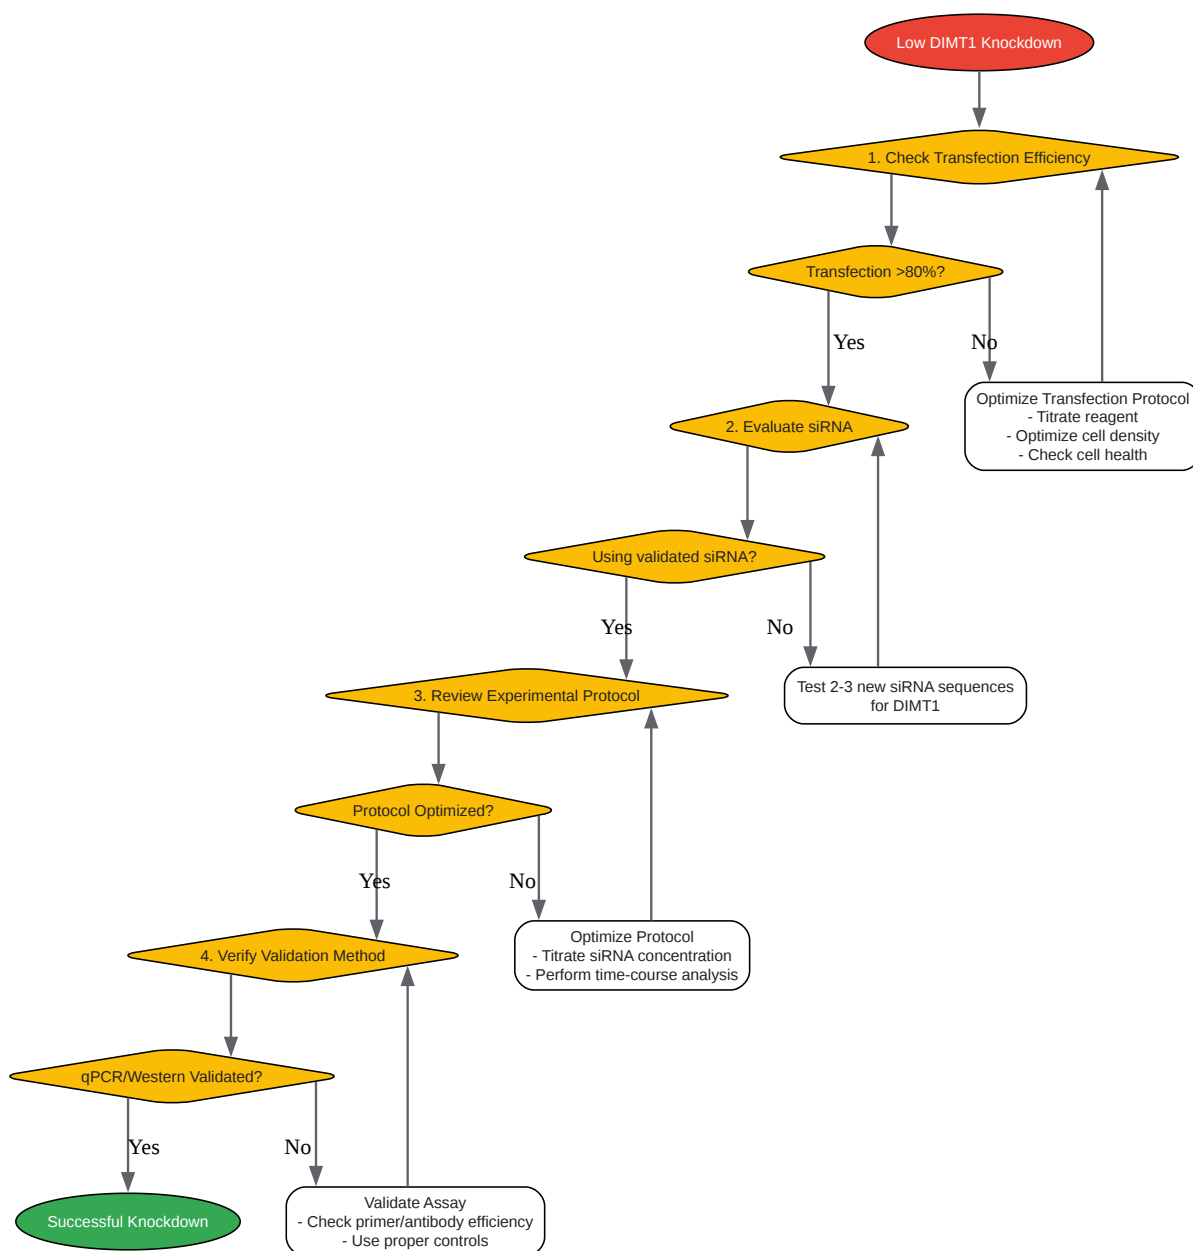 Low DIMT1 Knockdown
1. Check Transfection Efficiency
Transfection >80%?
Yes
No
Optimize Transfection Protocol
- Titrate reagent
- Optimize cell density
- Check cell health
2. Evaluate siRNA
Using validated siRNA?
Yes
No
Test 2-3 new siRNA sequences
for DIMT1
3. Review Experimental Protocol
Protocol Optimized?
Yes
No
Optimize Protocol
- Titrate siRNA concentration
- Perform time-course analysis
4. Verify Validation Method
qPCR/Western Validated?
Yes
No
Successful Knockdown
Validate Assay
- Check primer/antibody efficiency
- Use proper controls